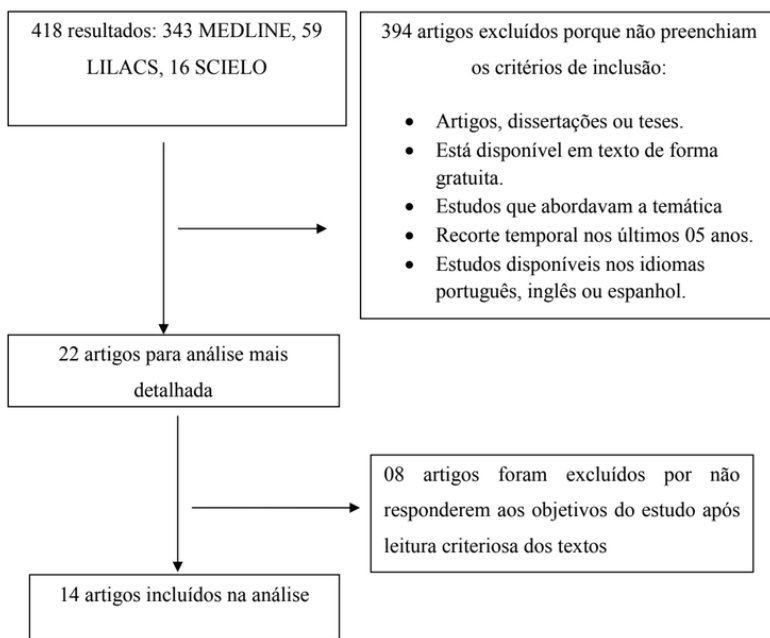 418 resultados: 343 MEDLINE, 59
LILACS, 16 SCIELO
394 artigos excluídos porque não preenchiam
os critérios de inclusão:
• Artigos, dissertações ou teses.
• Está disponível em texto de forma
gratuita.
• Estudos que abordavam a temática
• Recorte temporal nos últimos 05 anos.
• Estudos disponíveis nos idiomas
português, inglês ou espanhol.
22 artigos para análise mais
detalhada
08 artigos foram excluídos por não
responderem aos objetivos do estudo após
leitura criteriosa dos textos
14 artigos incluídos na análise